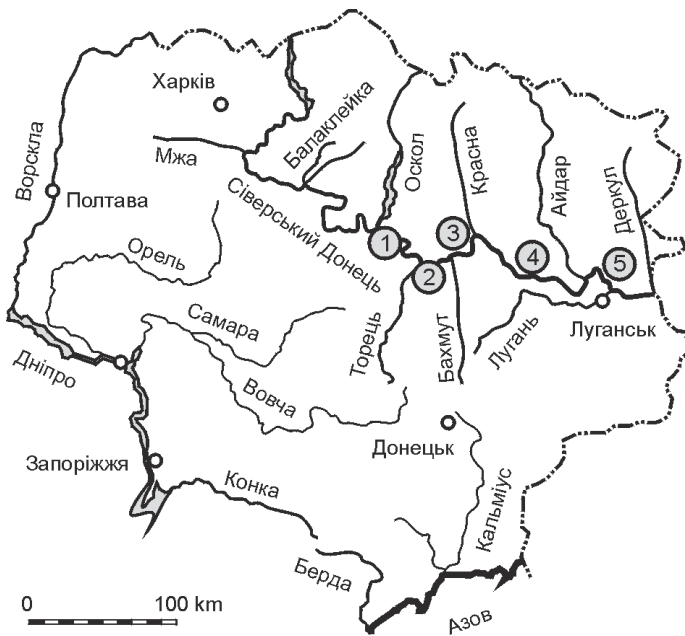 Харків
Ворскла
Мжа
Балаклейка
Оскол
Красна
Айдар
Деркул
Полтава
Сіверський Донець
1
2
3
4
5
Орель
Самара
Торець
Бахмут
Лугань
Луганськ
Дніпро
Вовча
Донецьк
Запоріжжя
Конка
Кальміус
Берда
Азов
0 100 km